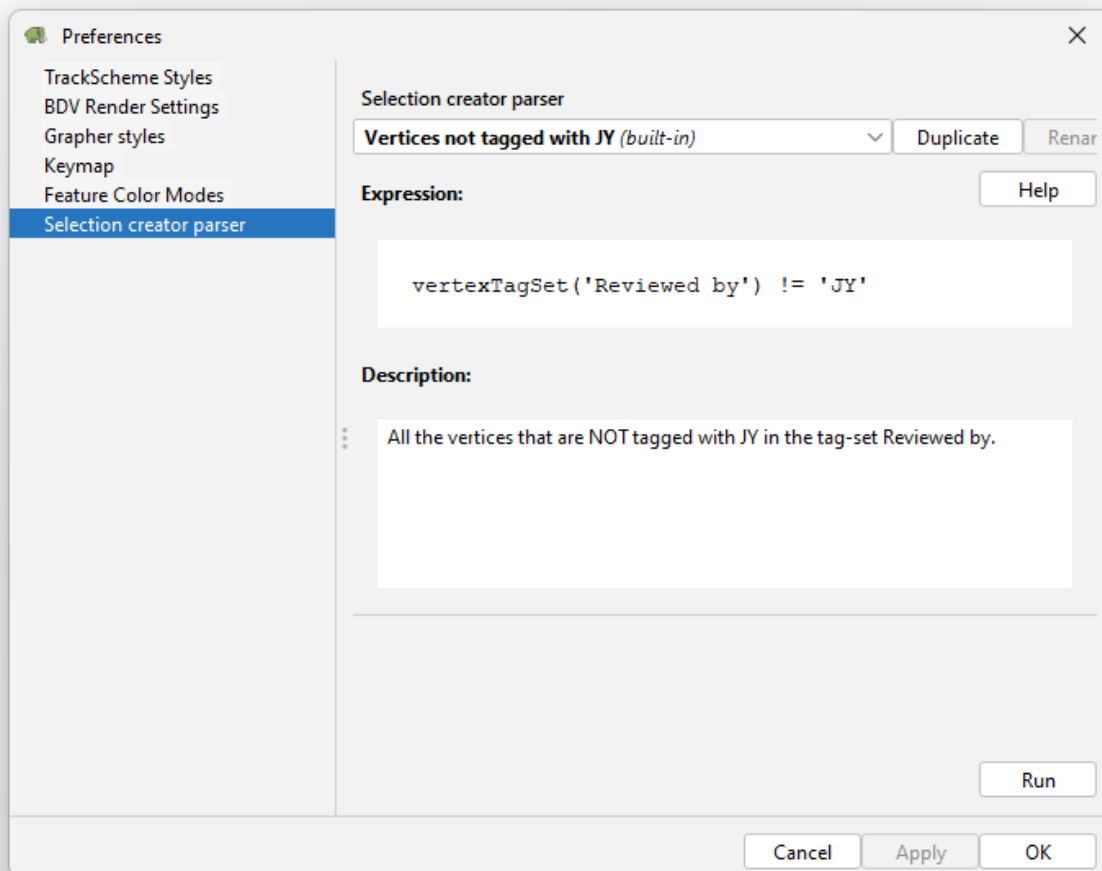 Preferences
TrackScheme Styles
BDV Render Settings
Grapher styles
Keymap
Feature Color Modes
Selection creator parser
Selection creator parser
Vertices not tagged with JY (built-in)
Duplicate
Renar
Expression:
Help
vertexTagSet('Reviewed by') != 'JY'
Description:
All the vertices that are NOT tagged with JY in the tag-set Reviewed by.
Run
Cancel
Apply
OK